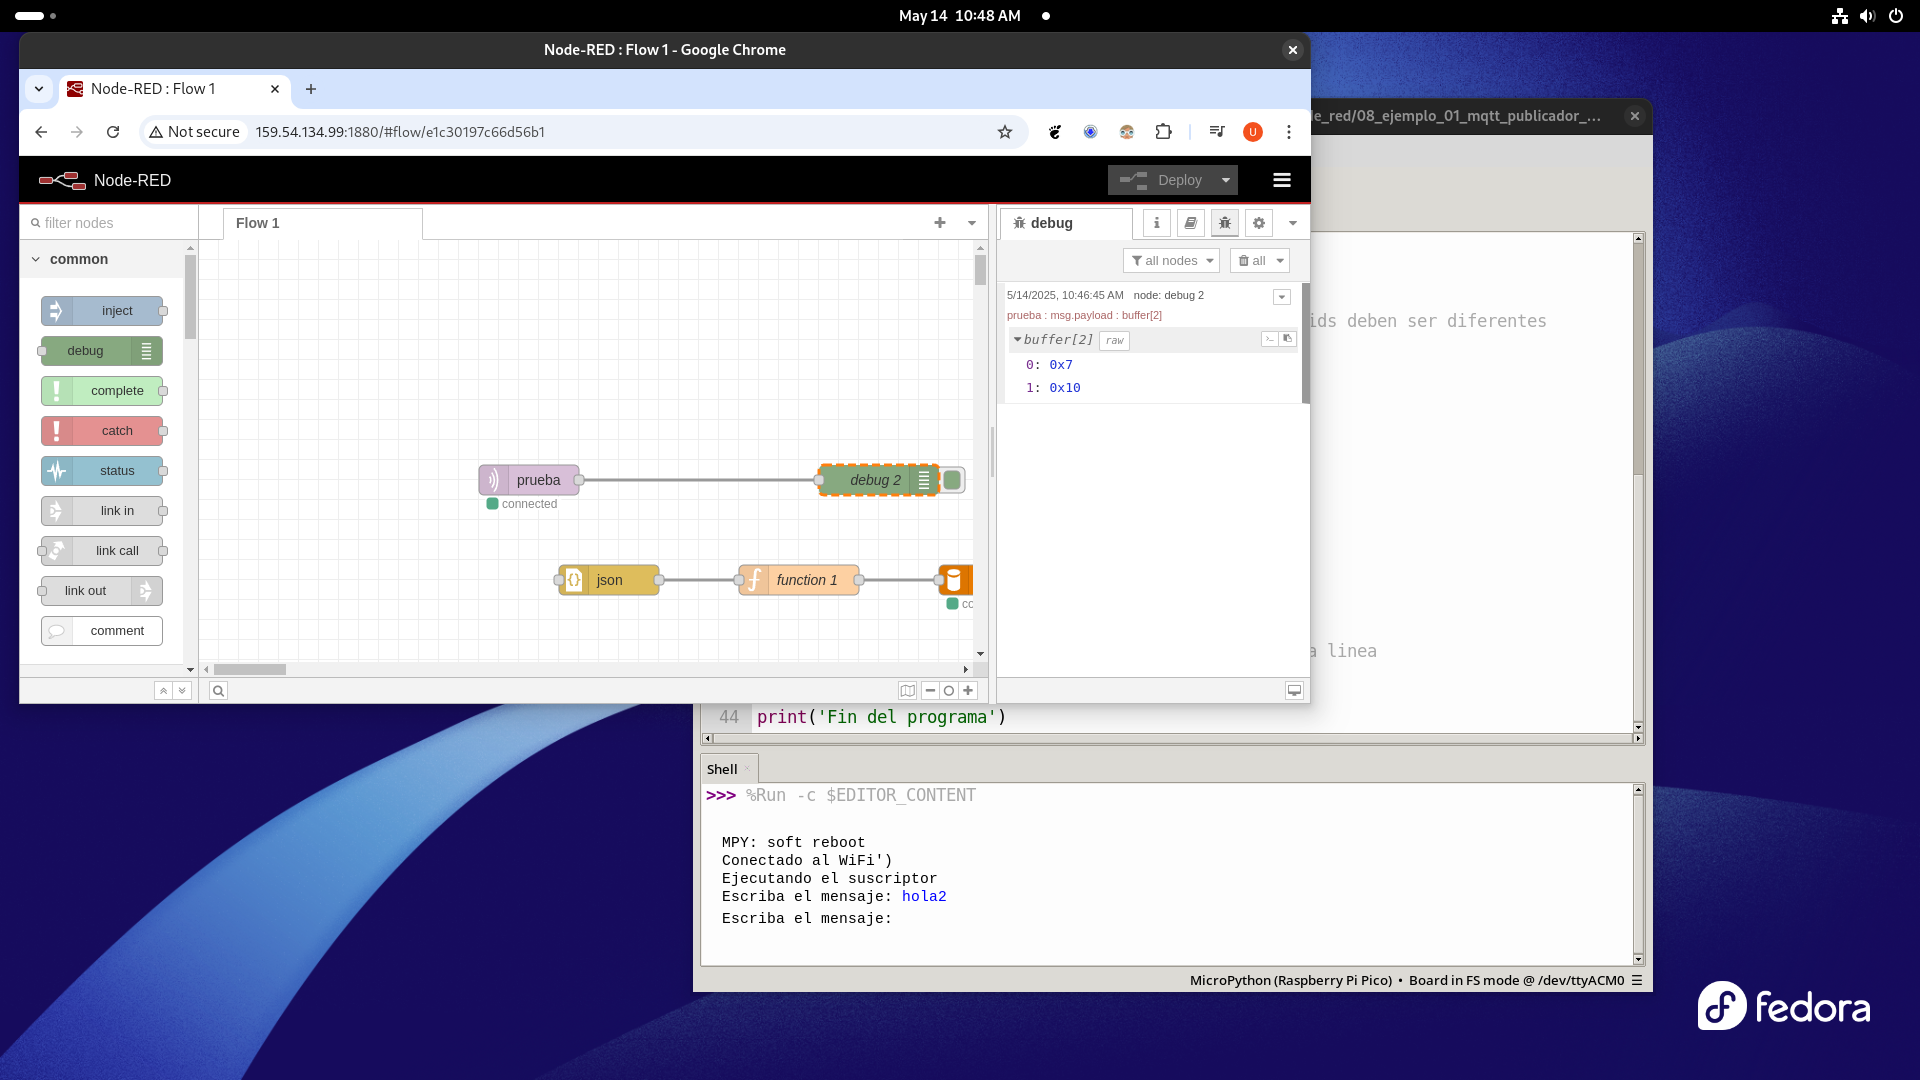 May 14 10:48 AM
Node-RED : Flow 1 - Google Chrome
Node-RED : Flow 1
Not secure 159.54.134.99:1880/#flow/e1c30197c66d56b1
U
Node-RED
Deploy
filter nodes
Flow 1
debug
all nodes
all
common
inject
debug
complete
catch
status
link in
link call
link out
comment
prueba
connected
debug 2
json
function 1
5/14/2025, 10:46:45 AM node: debug 2
prueba : msg.payload : buffer[2]
buffer[2] raw
0: 0x7
1: 0x10
_red/08_ejemplo_01_mqtt_publicador_...
ids deben ser diferentes
a linea
44 print('Fin del programa')
Shell
>>> %Run -c $EDITOR_CONTENT
MPY: soft reboot
Conectado al WiFi')
Ejecutando el suscriptor
Escriba el mensaje: hola2
Escriba el mensaje:
MicroPython (Raspberry Pi Pico) • Board in FS mode @ /dev/ttyACM0
fedora